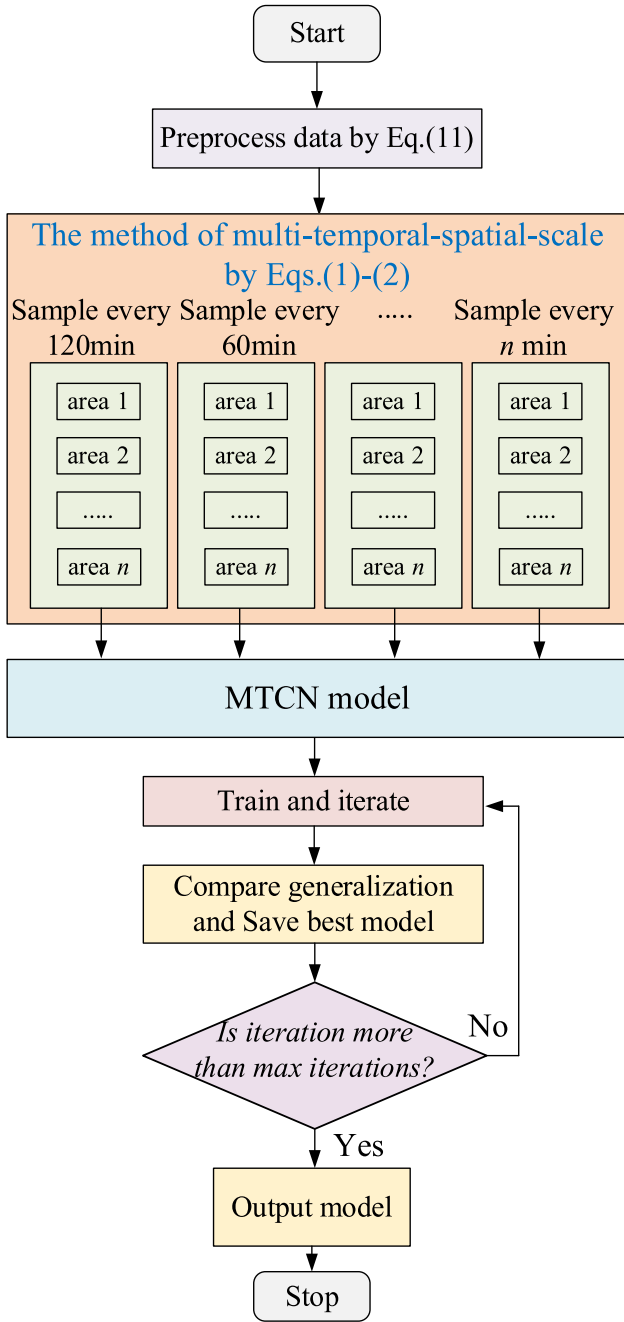 Start
Preprocess data by Eq.(11)
The method of multi-temporal-spatial-scale
by Eqs.(1)-(2)
Sample every
120min
Sample every
60min
.....
Sample every
n min
area 1
area 2
.....
area n
area 1
area 2
.....
area n
area 1
area 2
.....
area n
area 1
area 2
.....
area n
MTCN model
Train and iterate
Compare generalization
and Save best model
Is iteration more
than max iterations?
No
Yes
Output model
Stop